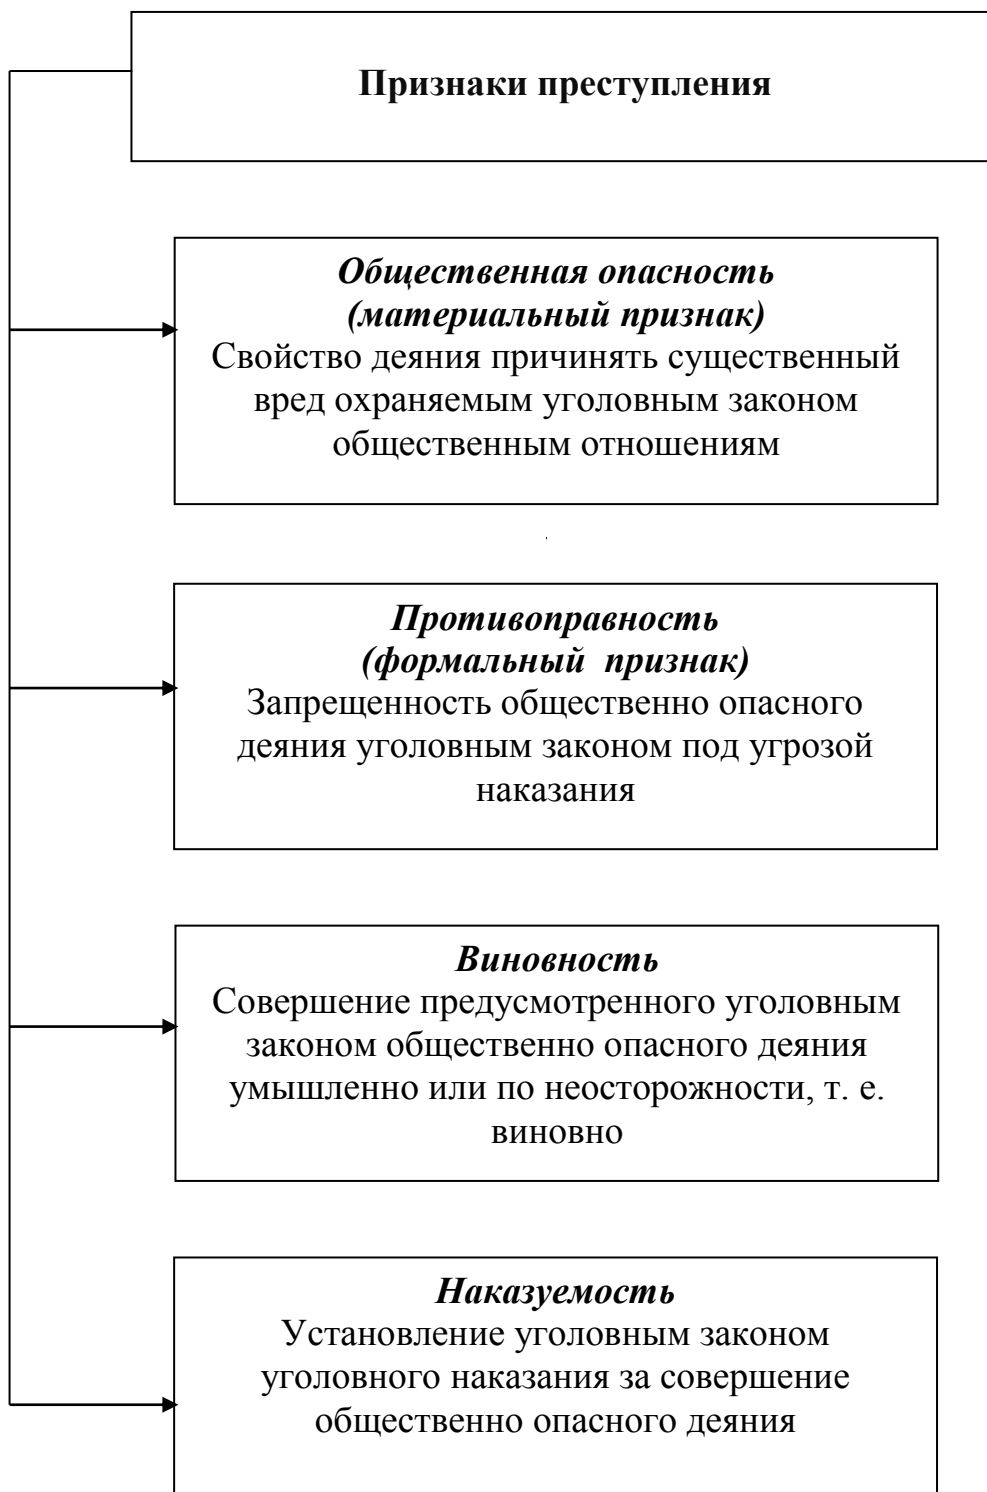 Признаки преступления
Общественная опасность
(материальный признак)
Свойство деяния причинять существенный
вред охраняемым уголовным законом
общественным отношениям
Противоправность
(формальный признак)
Запрещенность общественно опасного
деяния уголовным законом под угрозой
наказания
Виновность
Совершение предусмотренного уголовным
законом общественно опасного деяния
умышленно или по неосторожности, т. е.
виновно
Наказуемость
Установление уголовным законом
уголовного наказания за совершение
общественно опасного деяния